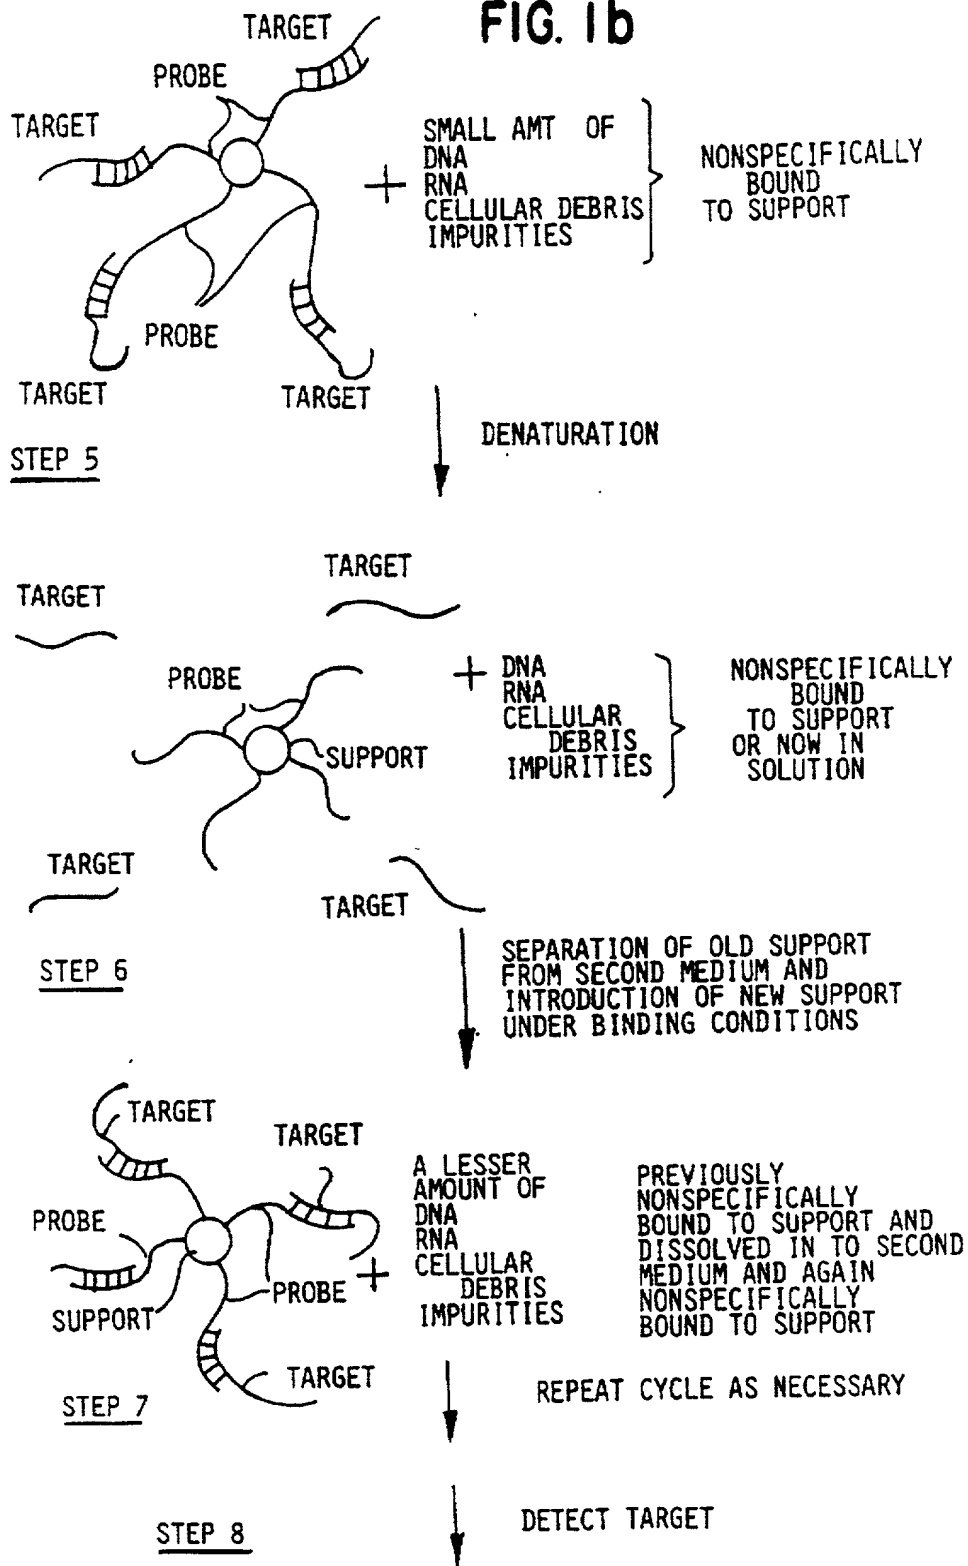 FIG. 1b
TARGET
PROBE
TARGET
SMALL AMT OF
DNA
RNA
CELLULAR DEBRIS
IMPURITIES
NONSPECIFICALLY
BOUND
TO SUPPORT
+
PROBE
TARGET
TARGET
STEP 5
DENATURATION
TARGET
TARGET
PROBE
SUPPORT
+
DNA
RNA
CELLULAR
DEBRIS
IMPURITIES
NONSPECIFICALLY
BOUND
TO SUPPORT
OR NOW IN
SOLUTION
TARGET
TARGET
STEP 6
SEPARATION OF OLD SUPPORT
FROM SECOND MEDIUM AND
INTRODUCTION OF NEW SUPPORT
UNDER BINDING CONDITIONS
TARGET
TARGET
PROBE
SUPPORT
PROBE
TARGET
+
A LESSER
AMOUNT OF
DNA
RNA
CELLULAR
DEBRIS
IMPURITIES
PREVIOUSLY
NONSPECIFICALLY
BOUND TO SUPPORT AND
DISSOLVED IN TO SECOND
MEDIUM AND AGAIN
NONSPECIFICALLY
BOUND TO SUPPORT
STEP 7
REPEAT CYCLE AS NECESSARY
STEP 8
DETECT TARGET